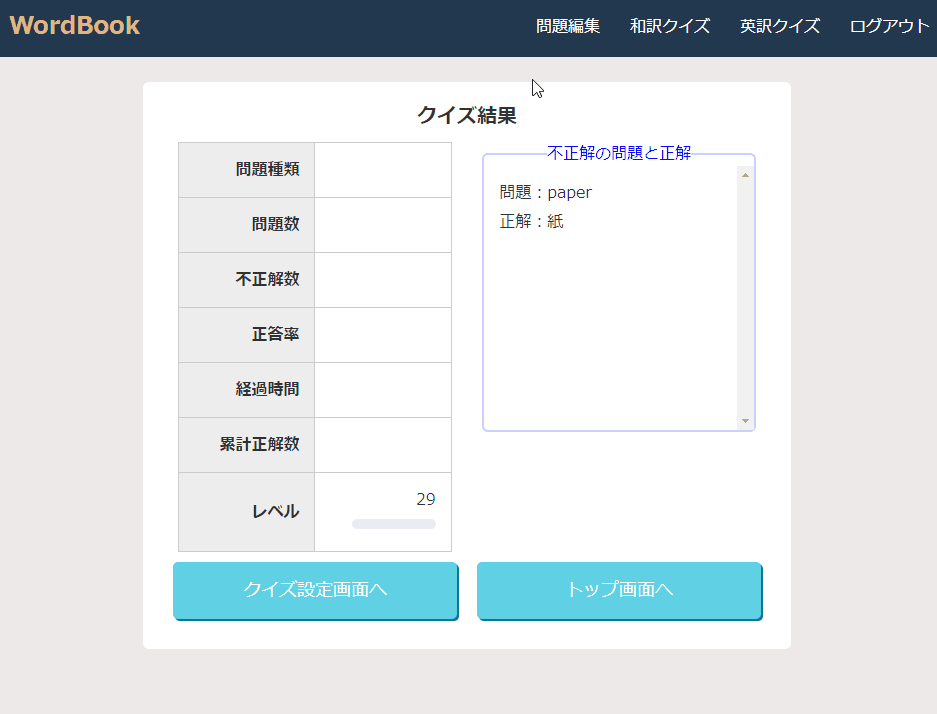 WordBook
問題編集 和訳クイズ 英訳クイズ ログアウト
クイズ結果
問題種類
問題数
不正解数
正答率
経過時間
累計正解数
レベル 29
不正解の問題と正解
問題：paper
正解：紙
クイズ設定画面へ トップ画面へ